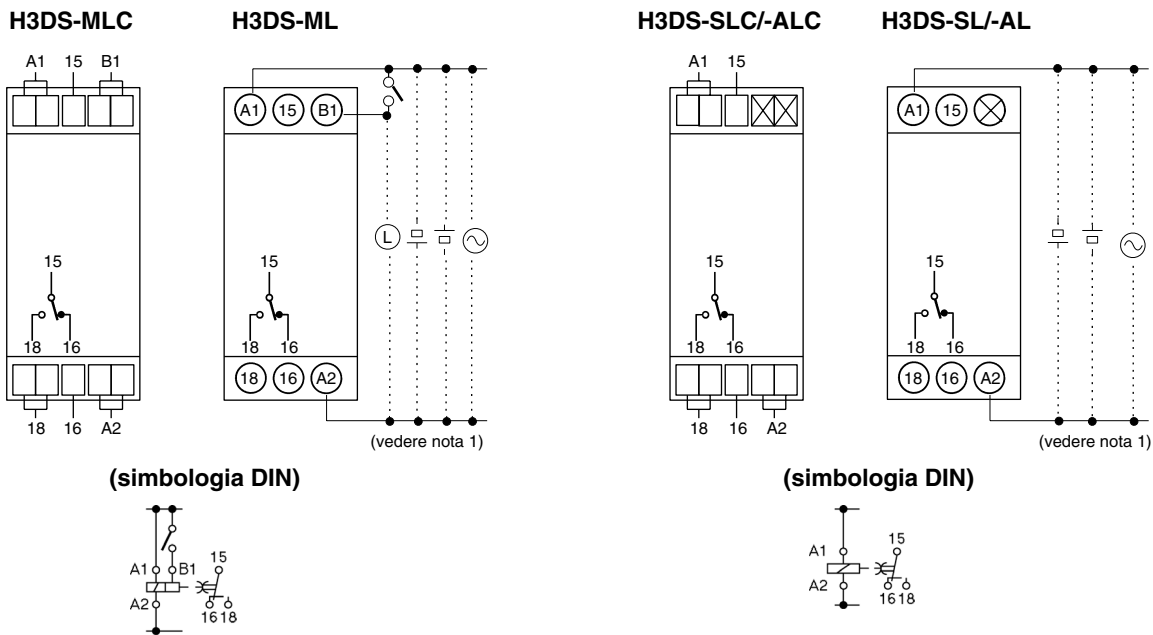 H3DS-MLC H3DS-ML H3DS-SLC/-ALC H3DS-SL/-AL
A1 15 B1 A1 15
A1 15 B1 A1 15
L
15 15 15 15
18 16 18 16 18 16 18 16
18 16 A2 18 16 A2
18 16 A2 18 16 A2
(vedere nota 1) (vedere nota 1)
(simbologia DIN) (simbologia DIN)
15 15
A1 B1 A1
A2 A2
16 18 16 18